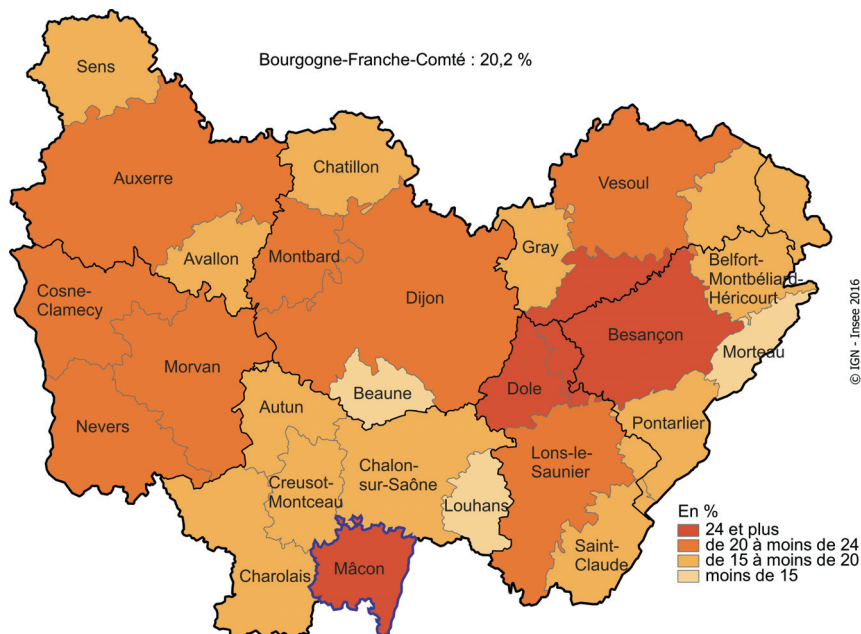 Bourgogne-Franche-Comté : 20,2 %
Sens
Auxerre
Chatillon
Vesoul
Avallon
Montbard
Gray
Belfort-
Montbéliard-
Héricourt
Cosne-
Clamecy
Dijon
Besançon
Morteau
Morvan
Beaune
Dole
Autun
Nevers
Pontarlier
Lons-le-
Saunier
Chalon-
sur-Saône
Creusot-
Montceau
Louhans
Saint-
Claude
Charolais
Mâcon
En %
24 et plus
de 20 à moins de 24
de 15 à moins de 20
moins de 15
© IGN - Insee 2016